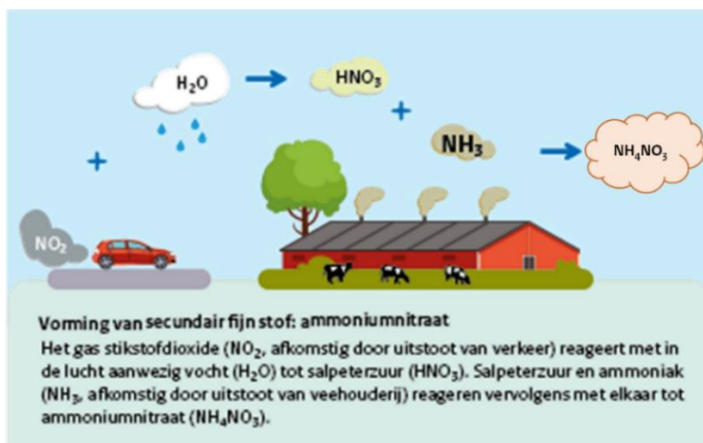 H₂O
HNO₃
+
NH₃
NH₄NO₃
+
NO₂
Vorming van secundair fijn stof: ammoniumnitraat
Het gas stikstofdioxide (NO₂, afkomstig door uitstoot van verkeer) reageert met in
de lucht aanwezig vocht (H₂O) tot salpeterzuur (HNO₃). Salpeterzuur en ammoniak
(NH₃, afkomstig door uitstoot van veehouderij) reageren vervolgens met elkaar tot
ammoniumnitraat (NH₄NO₃).